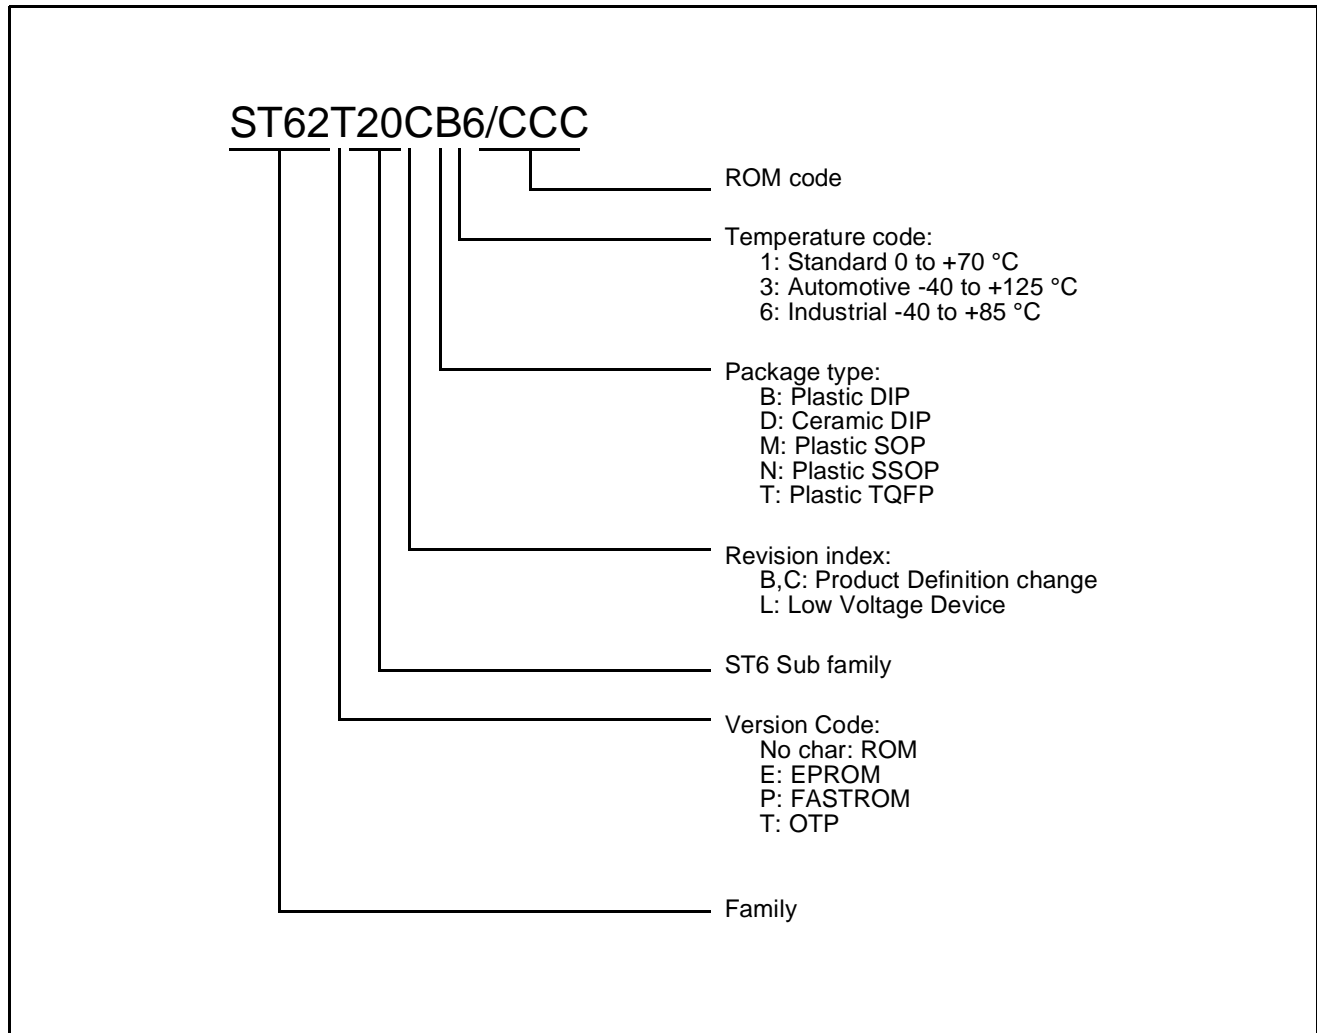 ST62T20CB6/CCC
ROM code
Temperature code:
1: Standard 0 to +70 °C
3: Automotive -40 to +125 °C
6: Industrial -40 to +85 °C
Package type:
B: Plastic DIP
D: Ceramic DIP
M: Plastic SOP
N: Plastic SSOP
T: Plastic TQFP
Revision index:
B,C: Product Definition change
L: Low Voltage Device
ST6 Sub family
Version Code:
No char: ROM
E: EPROM
P: FASTROM
T: OTP
Family